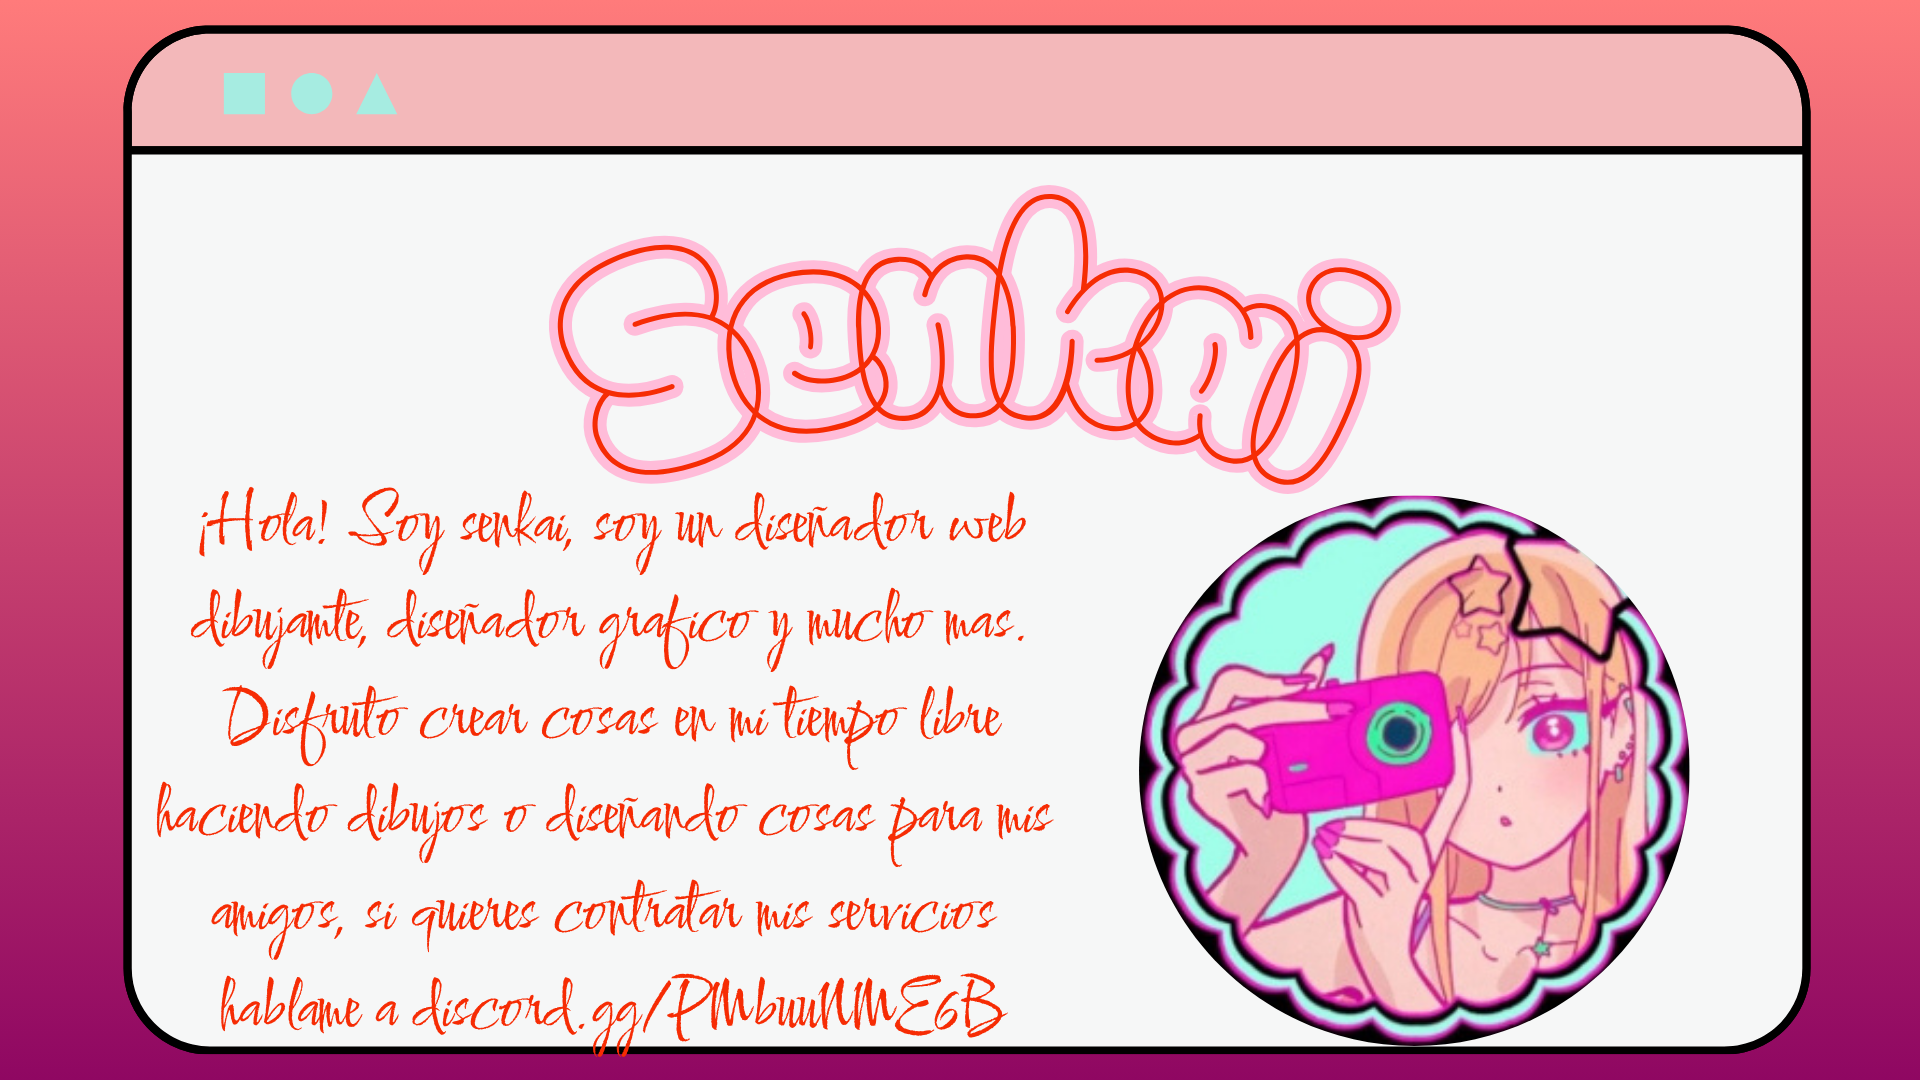 Senkai
¡Hola! Soy senkai, soy un diseñador web
dibujante, diseñador grafico y mucho mas.
Disfruto crear cosas en mi tiempo libre
haciendo dibujos o diseñando cosas para mis
amigos, si quieres contratar mis servicios
hablame a discord.gg/PMbuuNME6B